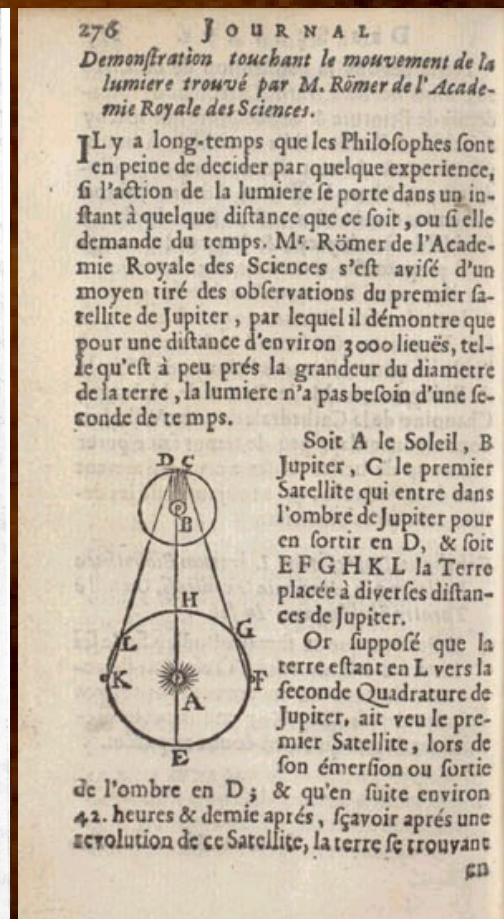 276 JOURNAL
Demonſtration touchant le mouvement de la
lumiere trouvé par M. Römer de l'Acade-
mie Royale des Sciences.
IL y a long-temps que les Philoſophes ſont
en peine de decider par quelque experience,
ſi l'action de la lumiere ſe porte dans un in-
ſtant à quelque diſtance que ce ſoit, ou ſi elle
demande du temps. Mr. Römer de l'Acade-
mie Royale des Sciences s'eſt aviſé d'un
moyen tiré des obſervations du premier ſa-
tellite de Jupiter, par lequel il démontre que
pour une diſtance d'environ 3000 lieuës, tel-
le qu'eſt à peu prés la grandeur du diametre
de la terre, la lumiere n'a pas beſoin d'une ſe-
conde de temps.
Soit A le Soleil, B
Jupiter, C le premier
Satellite qui entre dans
l'ombre de Jupiter pour
en ſortir en D, & ſoit
EFGHKL la Terre
placée à diverſes diſtan-
ces de Jupiter.
Or ſuppoſé que la
terre eſtant en L vers la
ſeconde Quadrature de
Jupiter, ait veu le pre-
mier Satellite, lors de
ſon émerſion ou ſortie
de l'ombre en D; & qu'en ſuite environ
42. heures & demie aprés, ſçavoir aprés une
revolution de ce Satellite, la terre ſe trouvant
en
D C
B
H
G
L
K
F
A
E